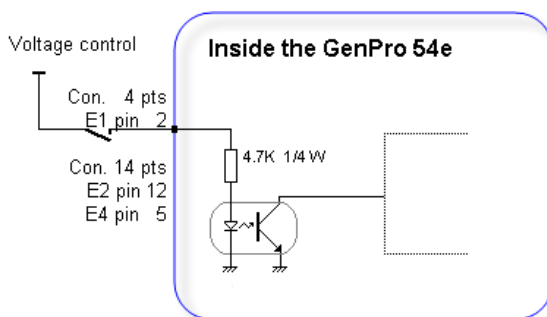 Voltage control
Inside the GenPro 54e
Con. 4 pts
E1 pin 2
Con. 14 pts
E2 pin 12
E4 pin 5
4.7K 1/4 W